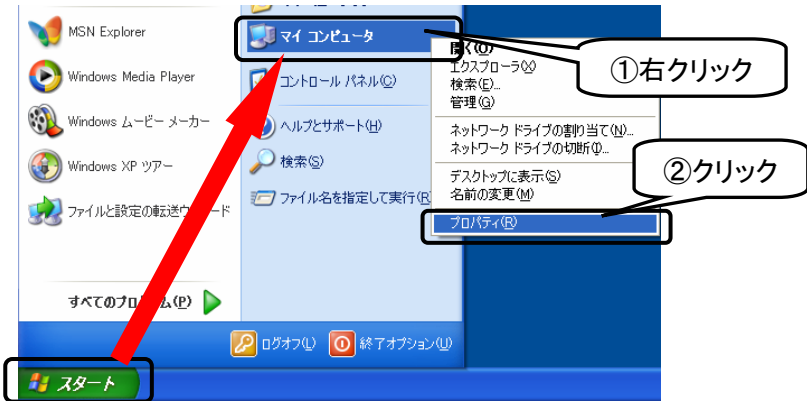 MSN Explorer
Windows Media Player
Windows ムービー メーカー
Windows XP ツアー
ファイルと設定の転送ウ ード
すべてのプロ ム(P)
マイ コンピュータ
コントロール パネル(C)
ヘルプとサポート(H)
検索(S)
ファイル名を指定して実行(R
ログオフ(L)
終了オプション(U)
スタート
開く(O)
エクスプローラ(X)
検索(E)...
管理(G)
ネットワーク ドライブの割り当て(N)...
ネットワーク ドライブの切断(I)...
デスクトップに表示(S)
名前の変更(M)
プロパティ(R)
①右クリック
②クリック